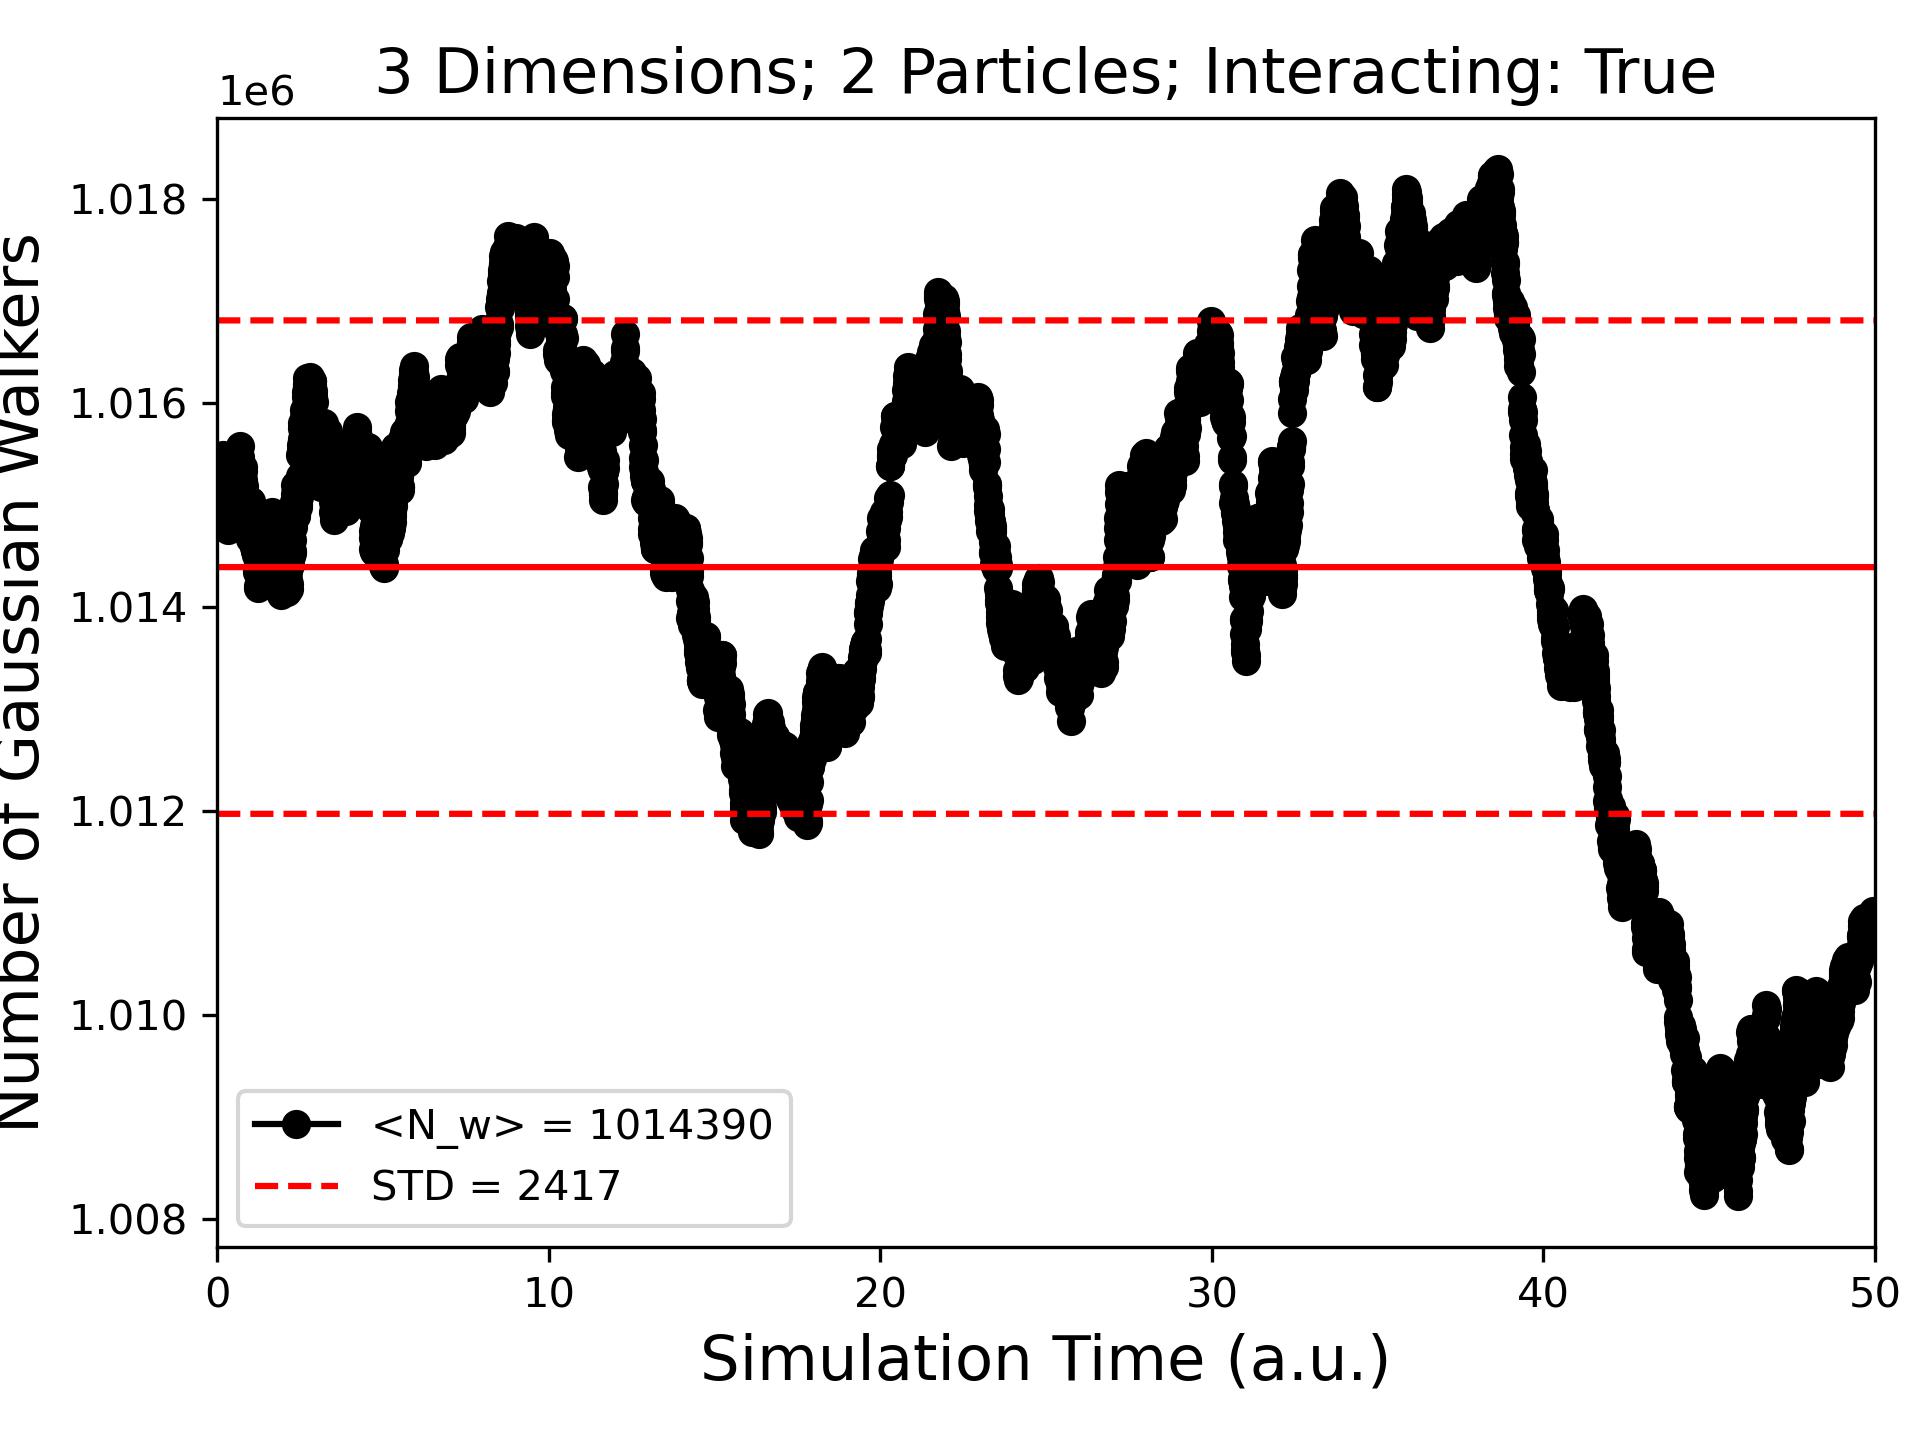 3 Dimensions; 2 Particles; Interacting: True
1e6
1.018
1.016
1.014
1.012
1.010
1.008
Number of Gaussian Walkers
<N_w> = 1014390
STD = 2417
0 10 20 30 40 50
Simulation Time (a.u.)